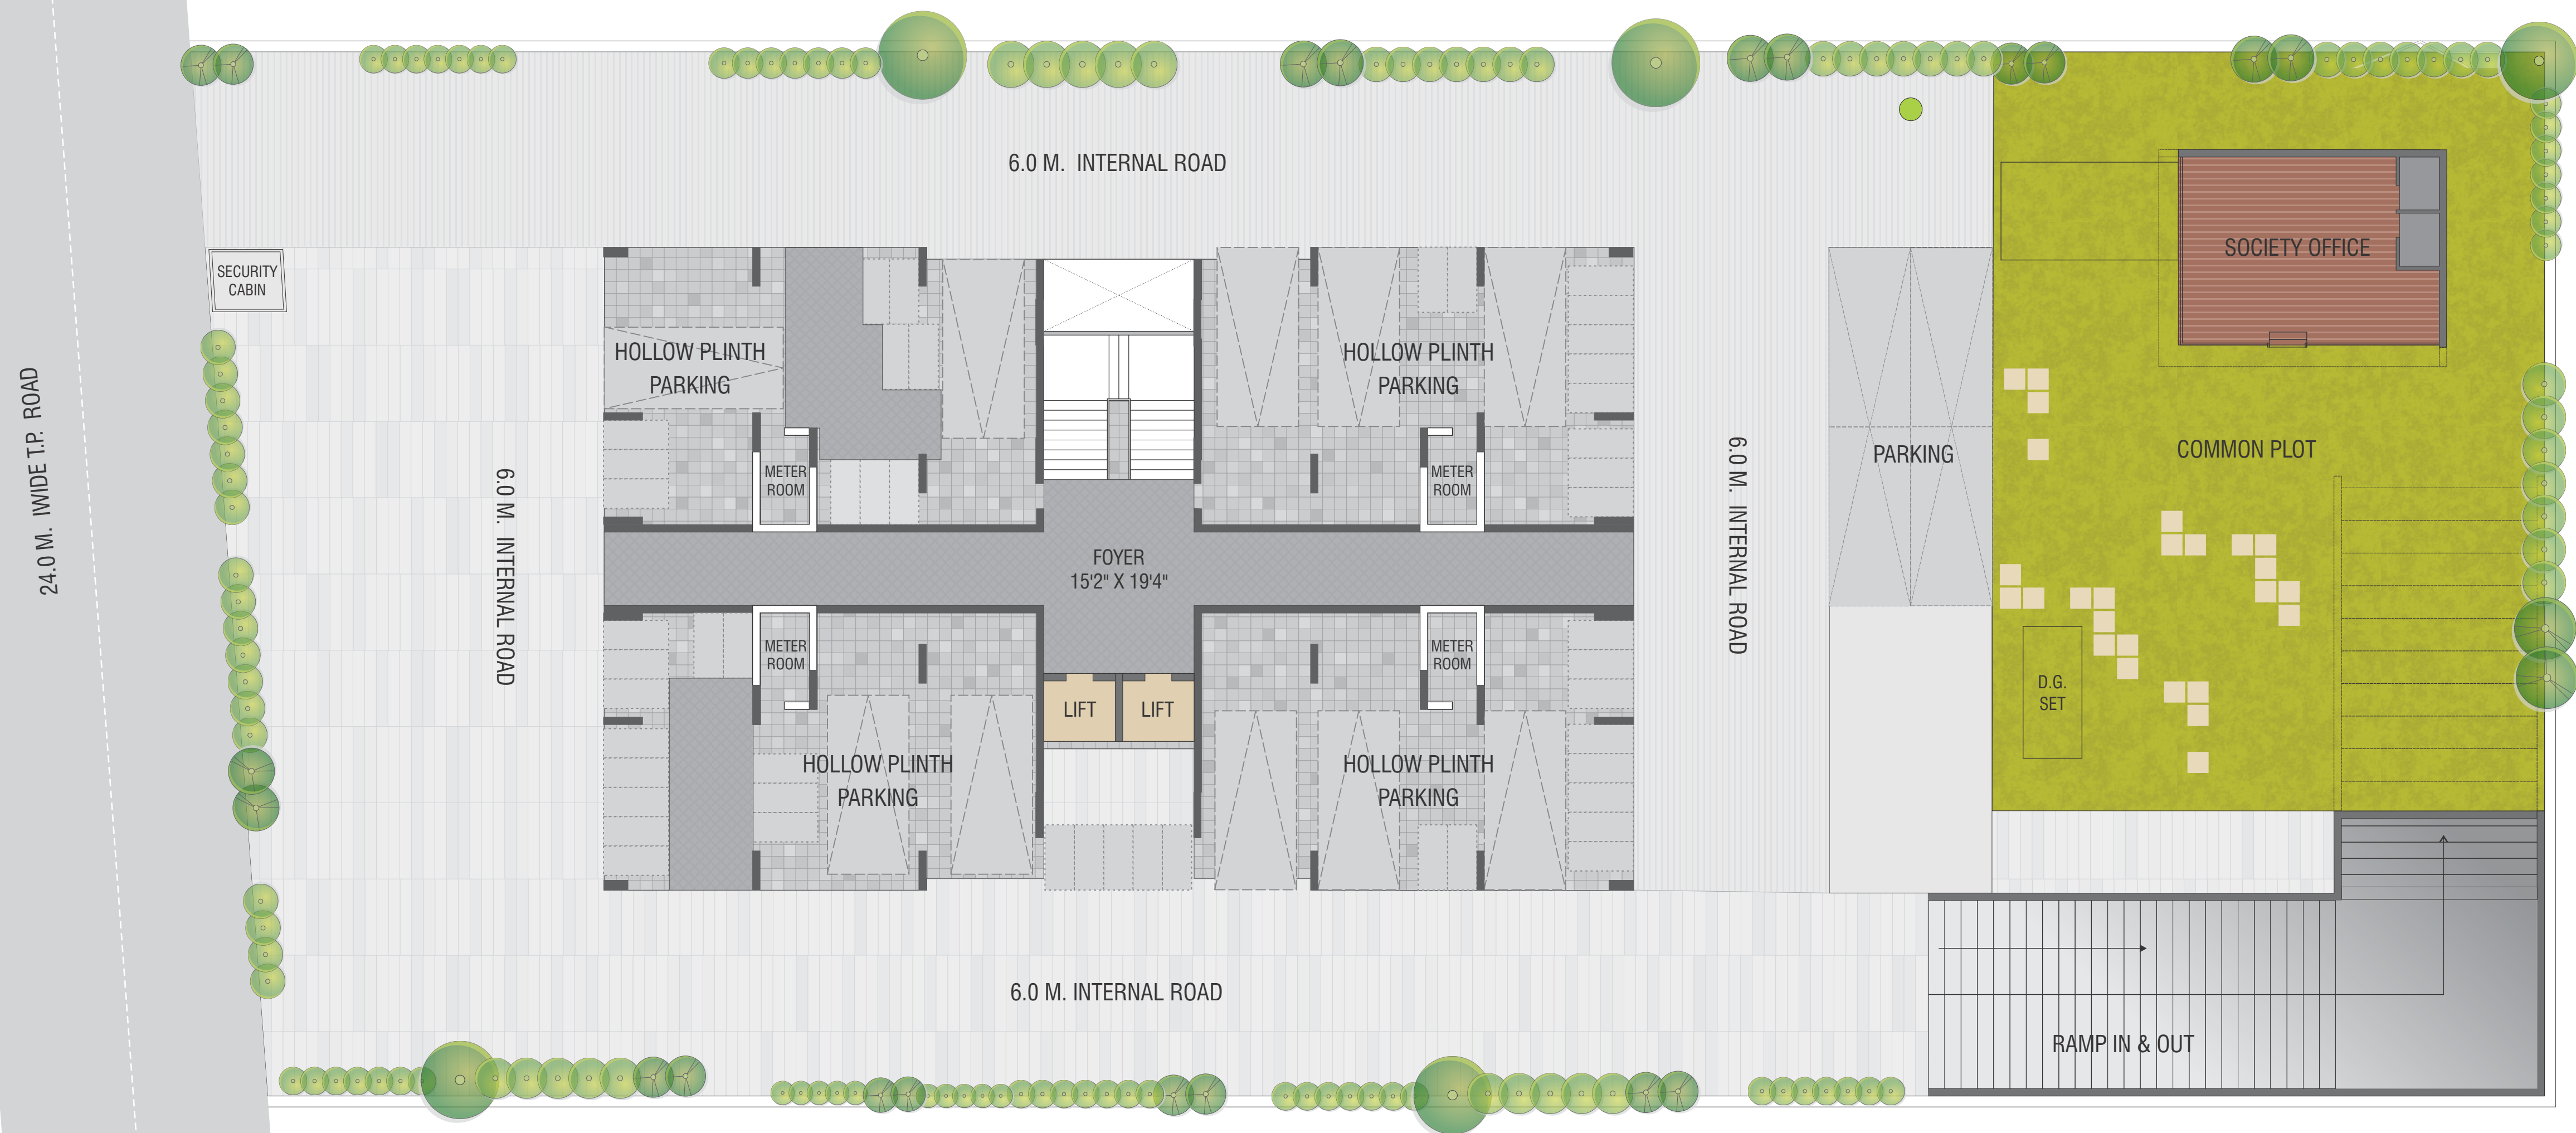 6.0 M. INTERNAL ROAD
SECURITY
CABIN
SOCIETY OFFICE
HOLLOW PLINTH
PARKING
HOLLOW PLINTH
PARKING
24.0 M. IWIDE T.P. ROAD
6.0 M. INTERNAL ROAD
METER
ROOM
METER
ROOM
6.0 M. INTERNAL ROAD
PARKING
COMMON PLOT
FOYER
15'2" X 19'4"
METER
ROOM
METER
ROOM
LIFT
LIFT
D.G.
SET
HOLLOW PLINTH
PARKING
HOLLOW PLINTH
PARKING
6.0 M. INTERNAL ROAD
RAMP IN & OUT